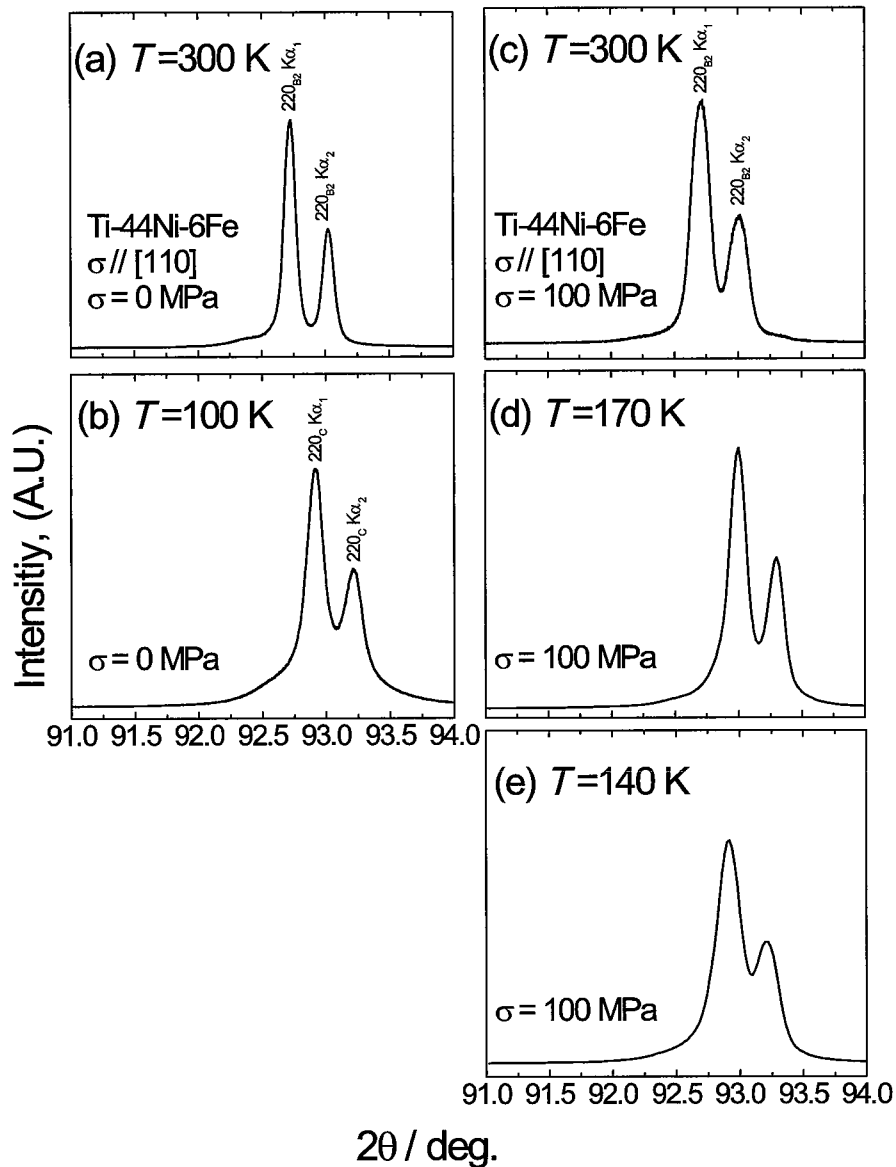 (a) T=300 K
220B2 Kα1
220B2 Kα2
Ti-44Ni-6Fe
σ // [110]
σ = 0 MPa
(b) T=100 K
220C Kα1
220C Kα2
σ = 0 MPa
91.0 91.5 92.0 92.5 93.0 93.5 94.0
(c) T=300 K
220B2 Kα1
220B2 Kα2
Ti-44Ni-6Fe
σ // [110]
σ = 100 MPa
(d) T=170 K
σ = 100 MPa
(e) T=140 K
σ = 100 MPa
91.0 91.5 92.0 92.5 93.0 93.5 94.0
Intensitiy, (A.U.)
2θ / deg.